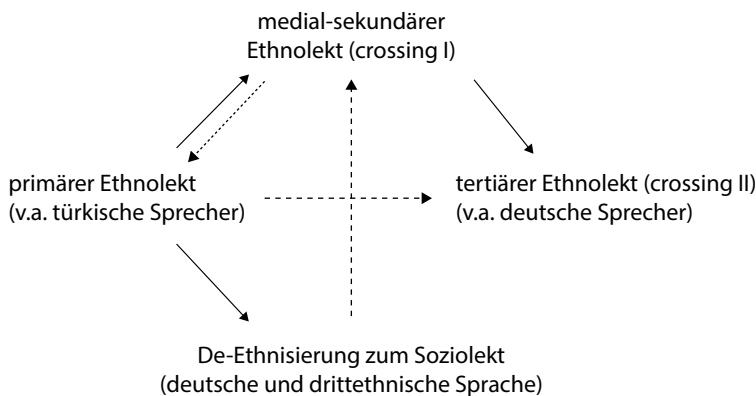 medial-sekundärer
Ethnolekt (crossing I)
primärer Ethnolekt
(v.a. türkische Sprecher)
tertiärer Ethnolekt (crossing II)
(v.a. deutsche Sprecher)
De-Ethnisierung zum Soziolekt
(deutsche und drittethnische Sprache)